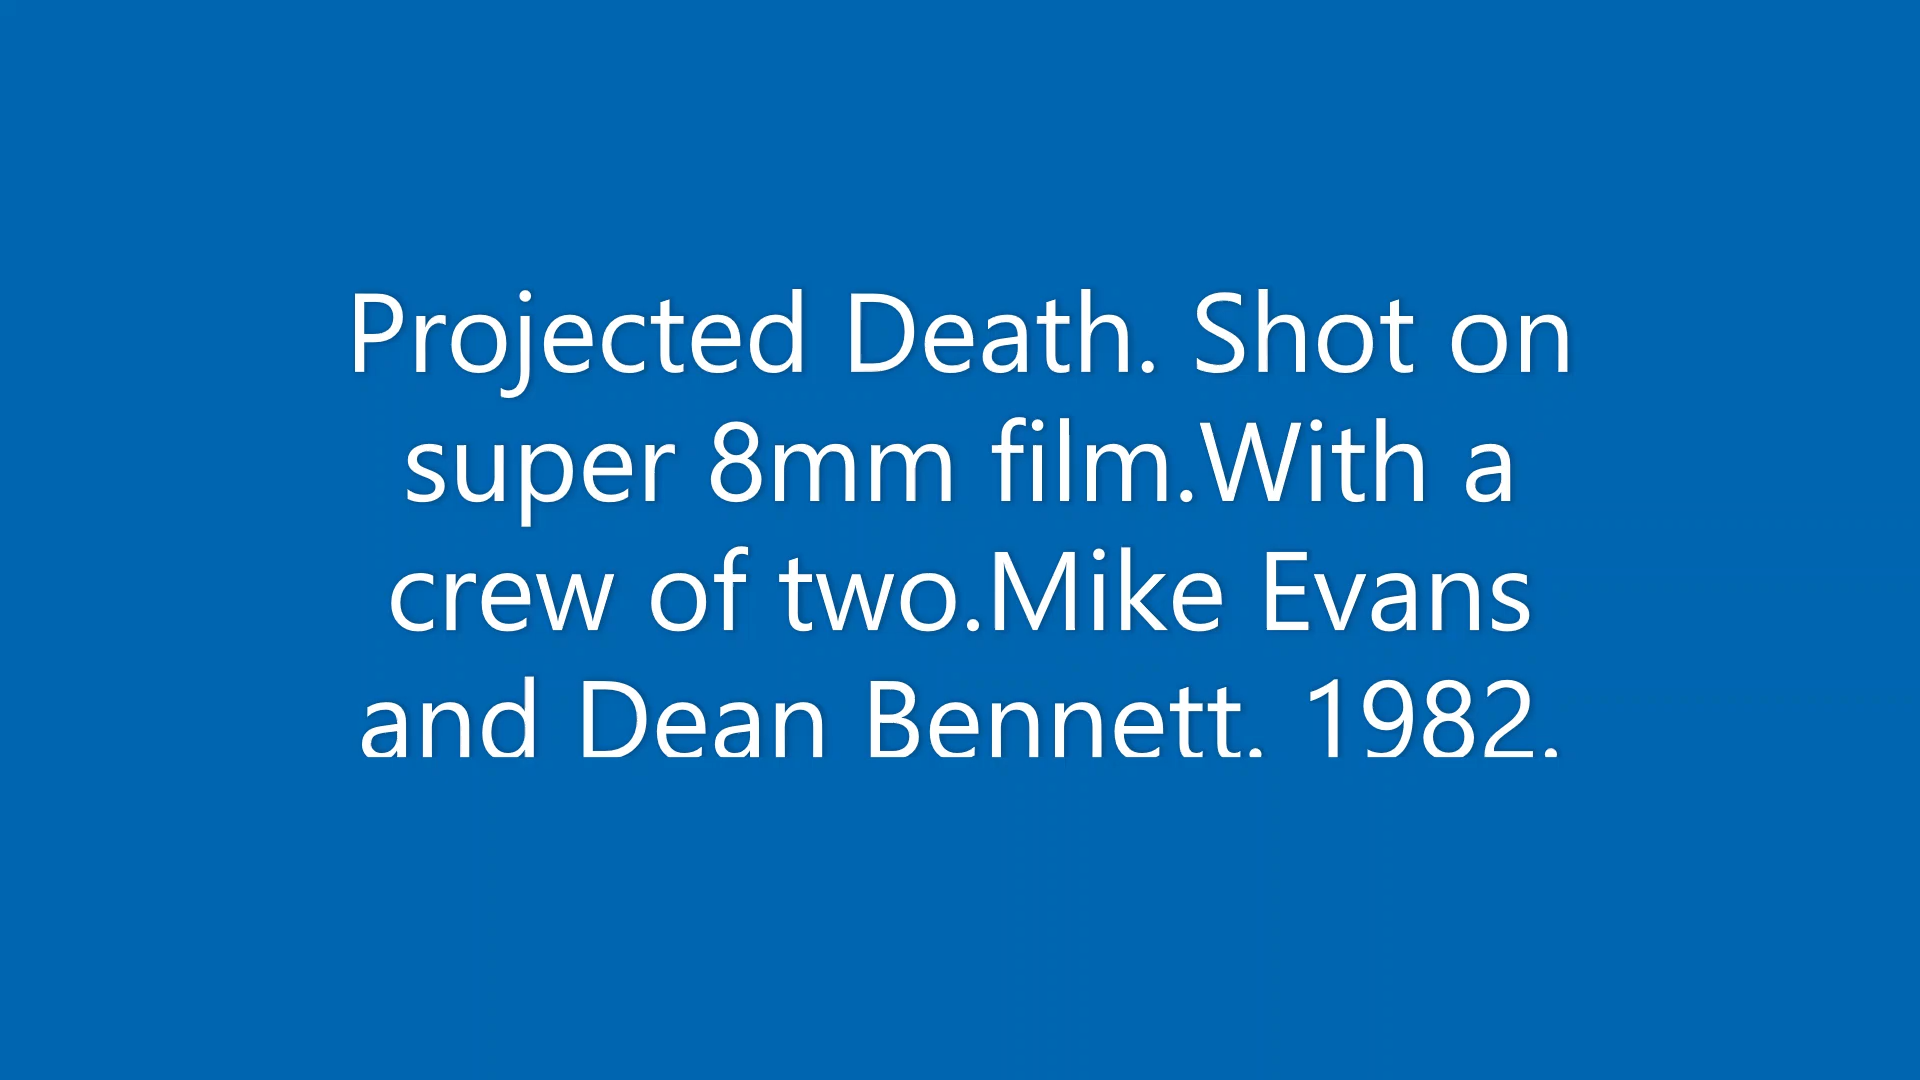 Projected Death. Shot on
super 8mm film.With a
crew of two.Mike Evans
and Dean Bennett. 1982.